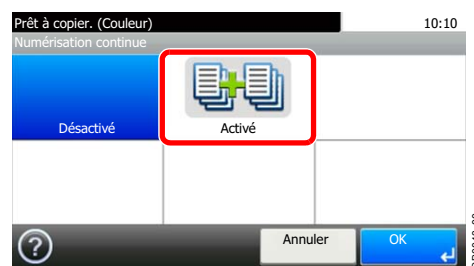 Prêt à copier. (Couleur) 10:10
Numérisation continue
Désactivé Activé
? Annuler OK